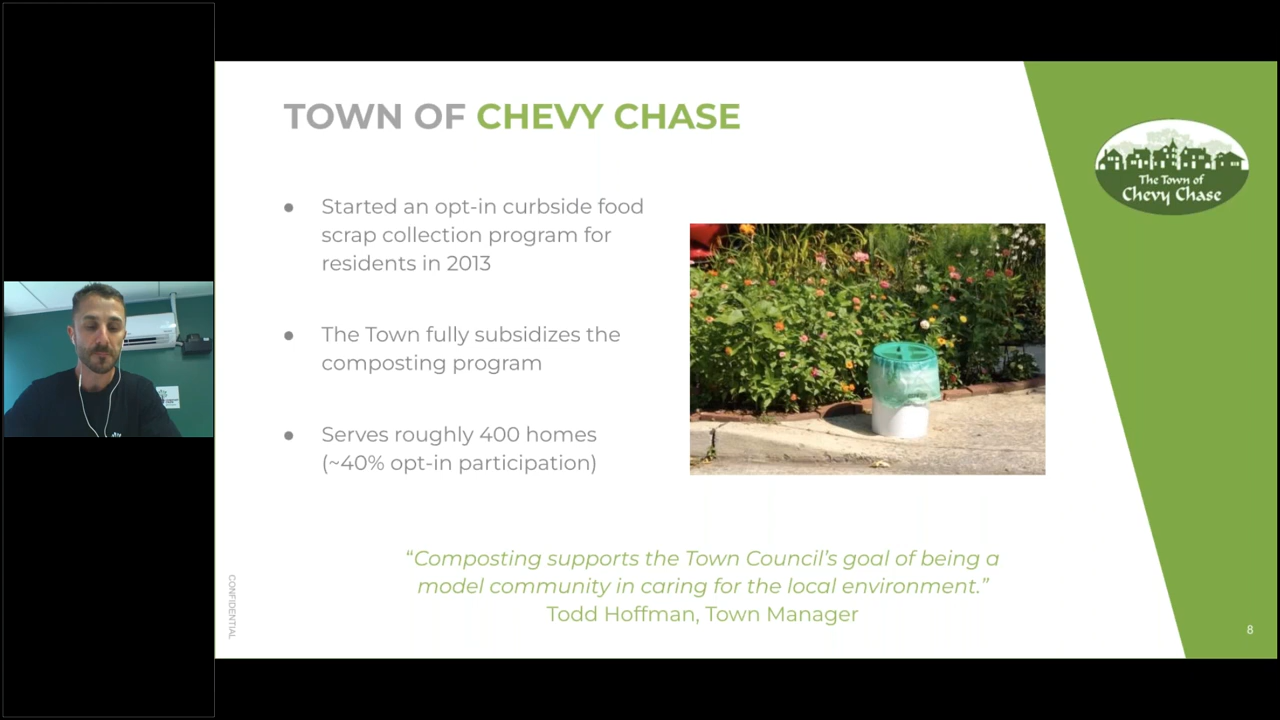 TOWN OF CHEVY CHASE
The Town of
Chevy Chase
● Started an opt-in curbside food
scrap collection program for
residents in 2013
● The Town fully subsidizes the
composting program
● Serves roughly 400 homes
(~40% opt-in participation)
“Composting supports the Town Council’s goal of being a
model community in caring for the local environment.”
Todd Hoffman, Town Manager
CONFIDENTIAL
8